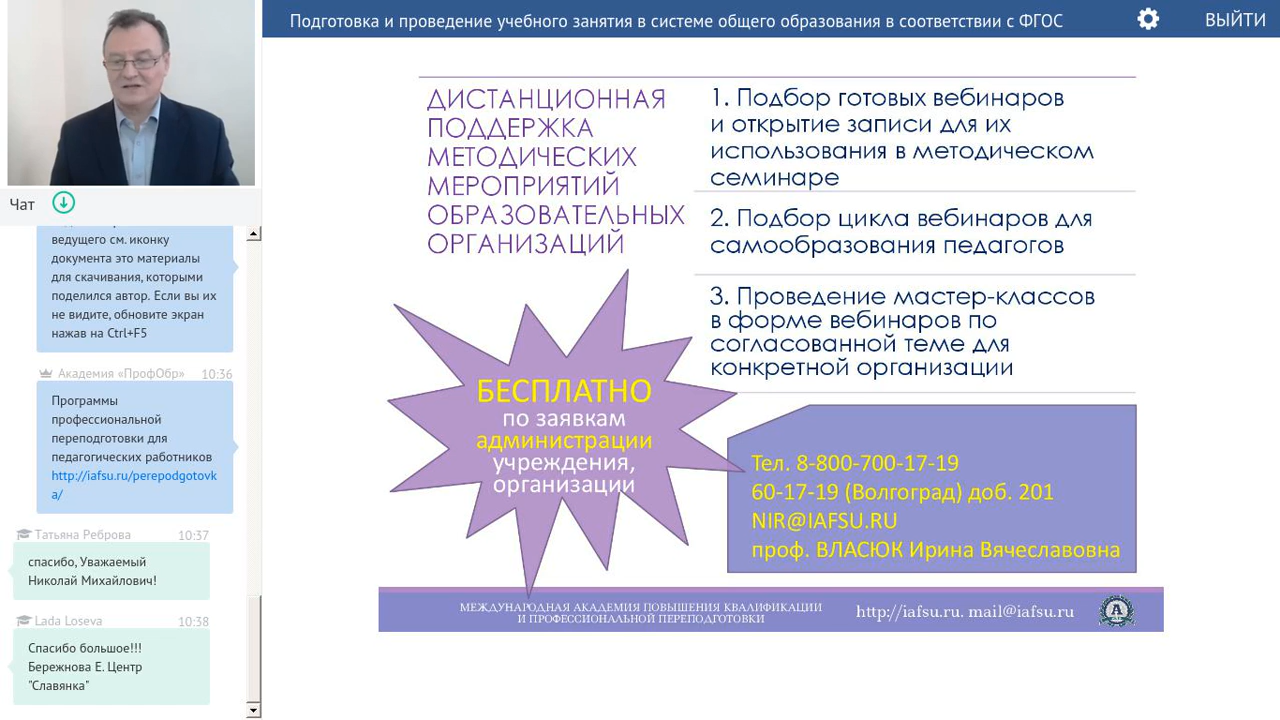 Подготовка и проведение учебного занятия в системе общего образования в соответствии с ФГОС
ВЫЙТИ
Чат
ведущего см. иконку
документа это материалы
для скачивания, которыми
поделился автор. Если вы их
не видите, обновите экран
нажав на Ctrl+F5
Академия «ПрофОбр» 10:36
Программы
профессиональной
переподготовки для
педагогических работников
http://iafsu.ru/perepodgotovk
a/
Татьяна Реброва 10:37
спасибо, Уважаемый
Николай Михайлович!
Lada Loseva 10:38
Спасибо большое!!!
Бережнова Е. Центр
"Славянка"
ДИСТАНЦИОННАЯ
ПОДДЕРЖКА
МЕТОДИЧЕСКИХ
МЕРОПРИЯТИЙ
ОБРАЗОВАТЕЛЬНЫХ
ОРГАНИЗАЦИЙ
1. Подбор готовых вебинаров
и открытие записи для их
использования в методическом
семинаре
2. Подбор цикла вебинаров для
самообразования педагогов
3. Проведение мастер-классов
в форме вебинаров по
согласованной теме для
конкретной организации
БЕСПЛАТНО
по заявкам
администрации
учреждения,
организации
Тел. 8-800-700-17-19
60-17-19 (Волгоград) доб. 201
NIR@IAFSU.RU
проф. ВЛАСЮК Ирина Вячеславовна
МЕЖДУНАРОДНАЯ АКАДЕМИЯ ПОВЫШЕНИЯ КВАЛИФИКАЦИИ
И ПРОФЕССИОНАЛЬНОЙ ПЕРЕПОДГОТОВКИ
http://iafsu.ru. mail@iafsu.ru